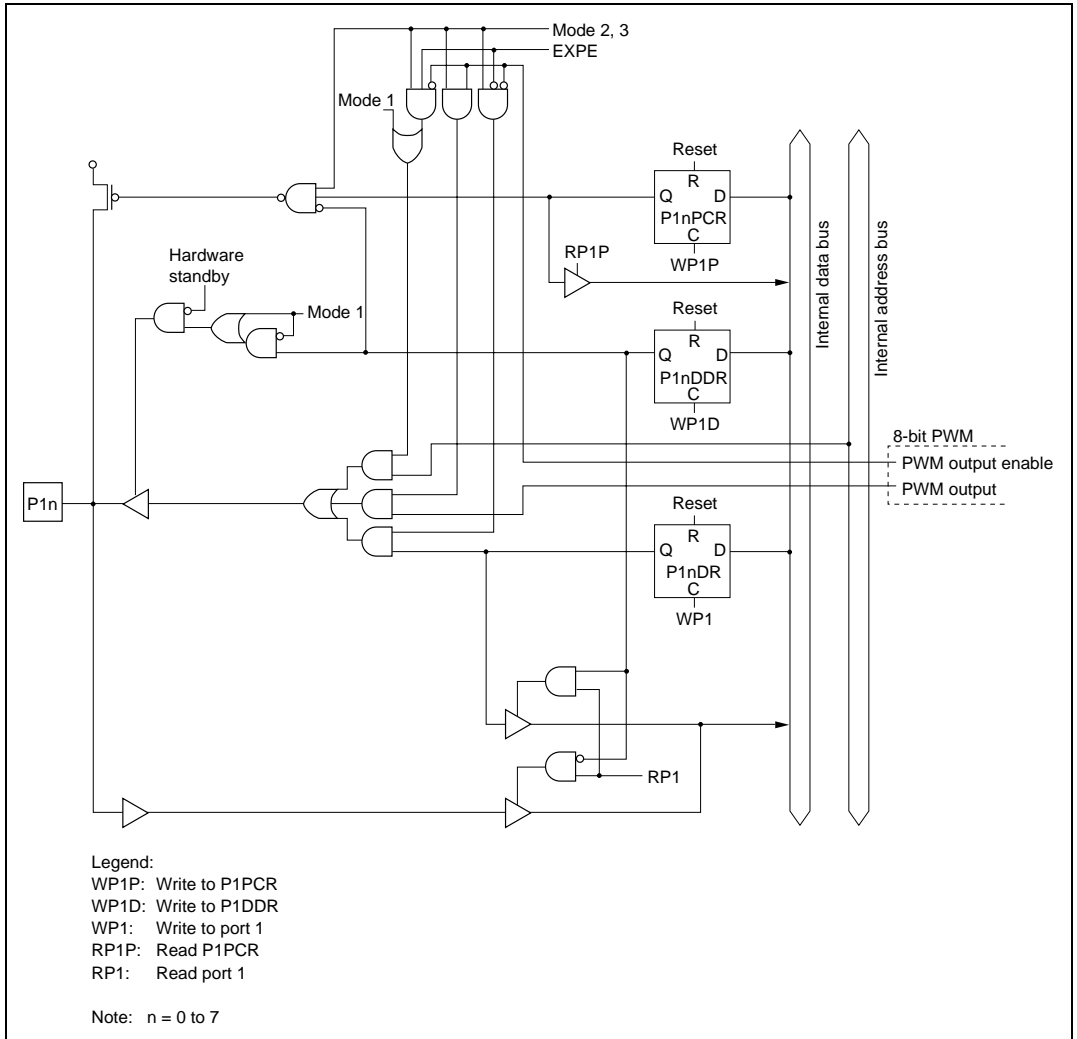 Mode 2, 3
EXPE
Mode 1
Reset
R
Q D
P1nPCR
C
WP1P
RP1P
Hardware
standby
Mode 1
Reset
R
Q D
P1nDDR
C
WP1D
Internal data bus
Internal address bus
8-bit PWM
PWM output enable
PWM output
P1n
Reset
R
Q D
P1nDR
C
WP1
RP1
Legend:
WP1P: Write to P1PCR
WP1D: Write to P1DDR
WP1: Write to port 1
RP1P: Read P1PCR
RP1: Read port 1
Note: n = 0 to 7